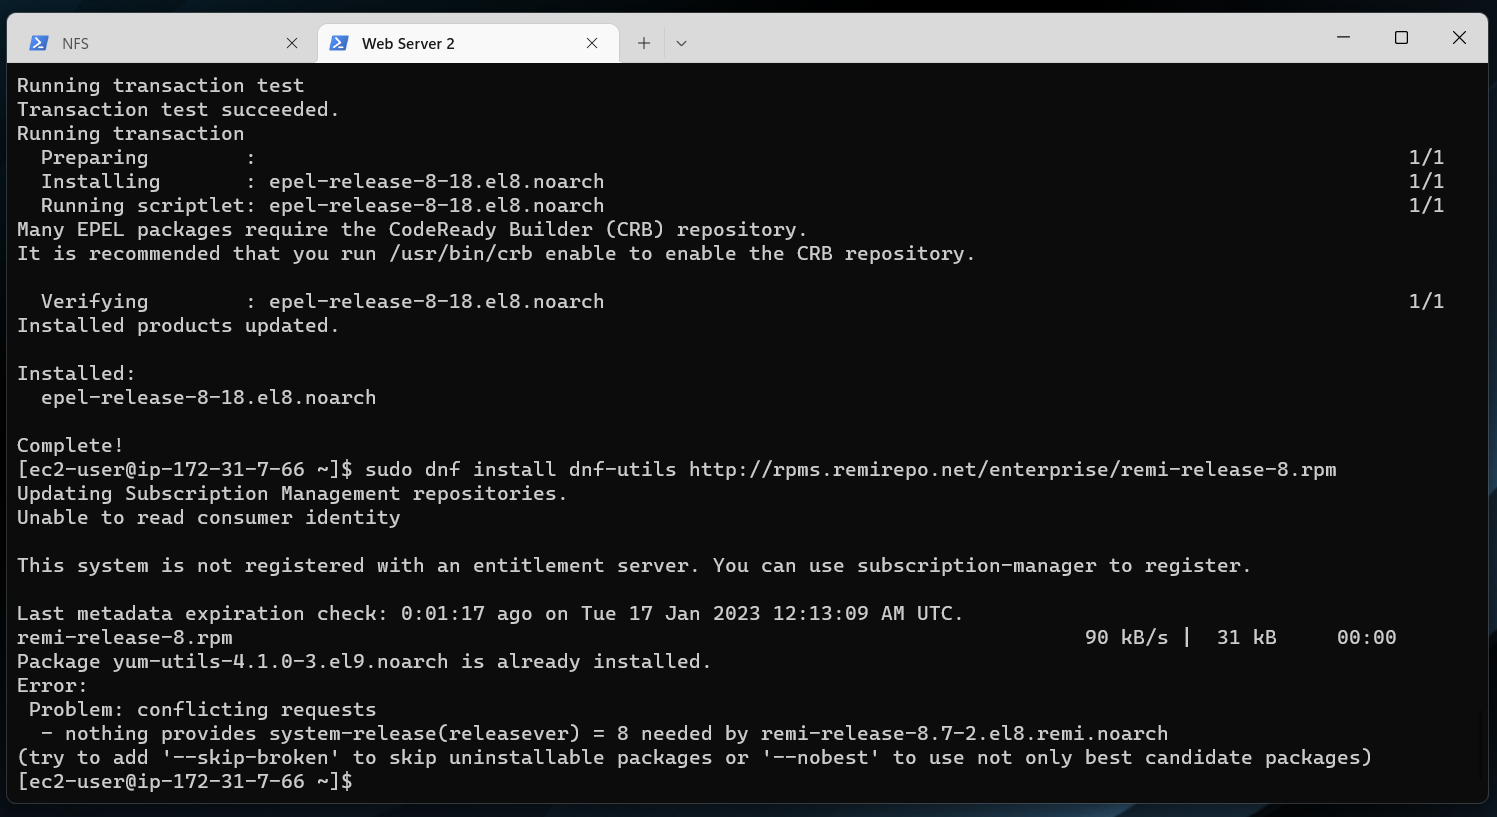 NFS
Web Server 2
Running transaction test
Transaction test succeeded.
Running transaction
  Preparing        :                                                                                                1/1
  Installing       : epel-release-8-18.el8.noarch                                                                   1/1
  Running scriptlet: epel-release-8-18.el8.noarch                                                                   1/1
Many EPEL packages require the CodeReady Builder (CRB) repository.
It is recommended that you run /usr/bin/crb enable to enable the CRB repository.
  Verifying        : epel-release-8-18.el8.noarch                                                                   1/1
Installed products updated.
Installed:
  epel-release-8-18.el8.noarch
Complete!
[ec2-user@ip-172-31-7-66 ~]$ sudo dnf install dnf-utils http://rpms.remirepo.net/enterprise/remi-release-8.rpm
Updating Subscription Management repositories.
Unable to read consumer identity
This system is not registered with an entitlement server. You can use subscription-manager to register.
Last metadata expiration check: 0:01:17 ago on Tue 17 Jan 2023 12:13:09 AM UTC.
remi-release-8.rpm                                                                       90 kB/s |  31 kB     00:00
Package yum-utils-4.1.0-3.el9.noarch is already installed.
Error:
 Problem: conflicting requests
  - nothing provides system-release(releasever) = 8 needed by remi-release-8.7-2.el8.remi.noarch
(try to add '--skip-broken' to skip uninstallable packages or '--nobest' to use not only best candidate packages)
[ec2-user@ip-172-31-7-66 ~]$